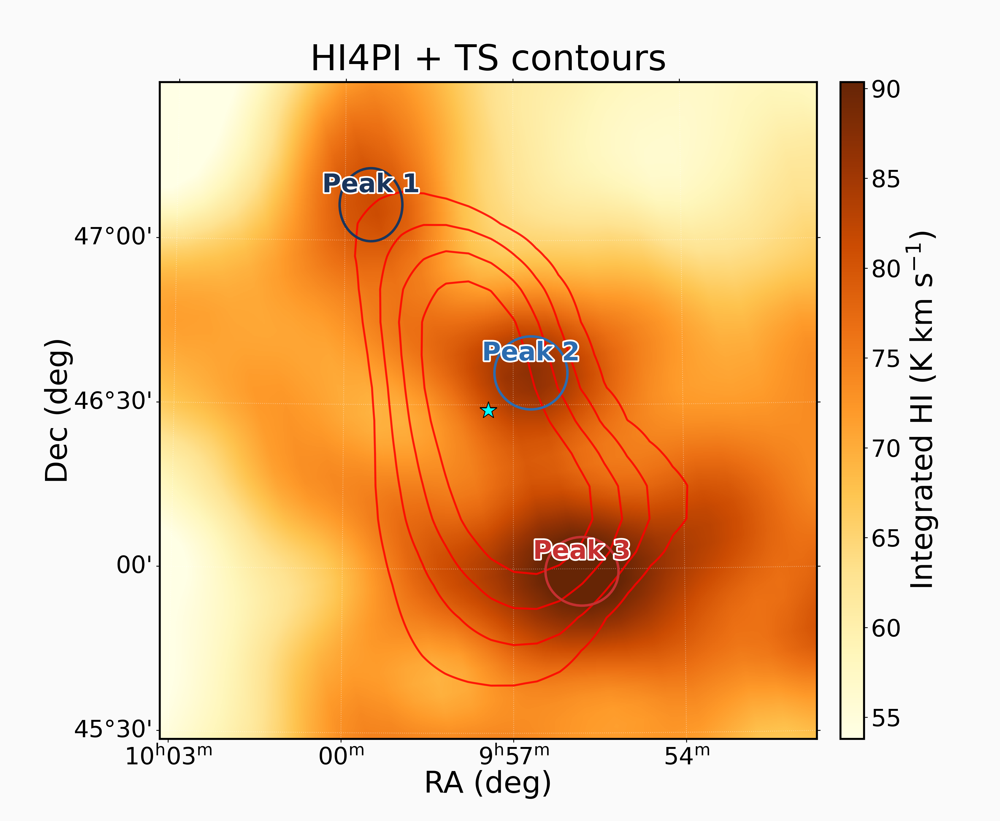 HI4PI + TS contours
Peak 1
Peak 2
Peak 3
47°00'
46°30'
00'
45°30'
Dec (deg)
10ʰ03ᵐ
00ᵐ
9ʰ57ᵐ
54ᵐ
RA (deg)
90
85
80
75
70
65
60
55
Integrated HI (K km s⁻¹)